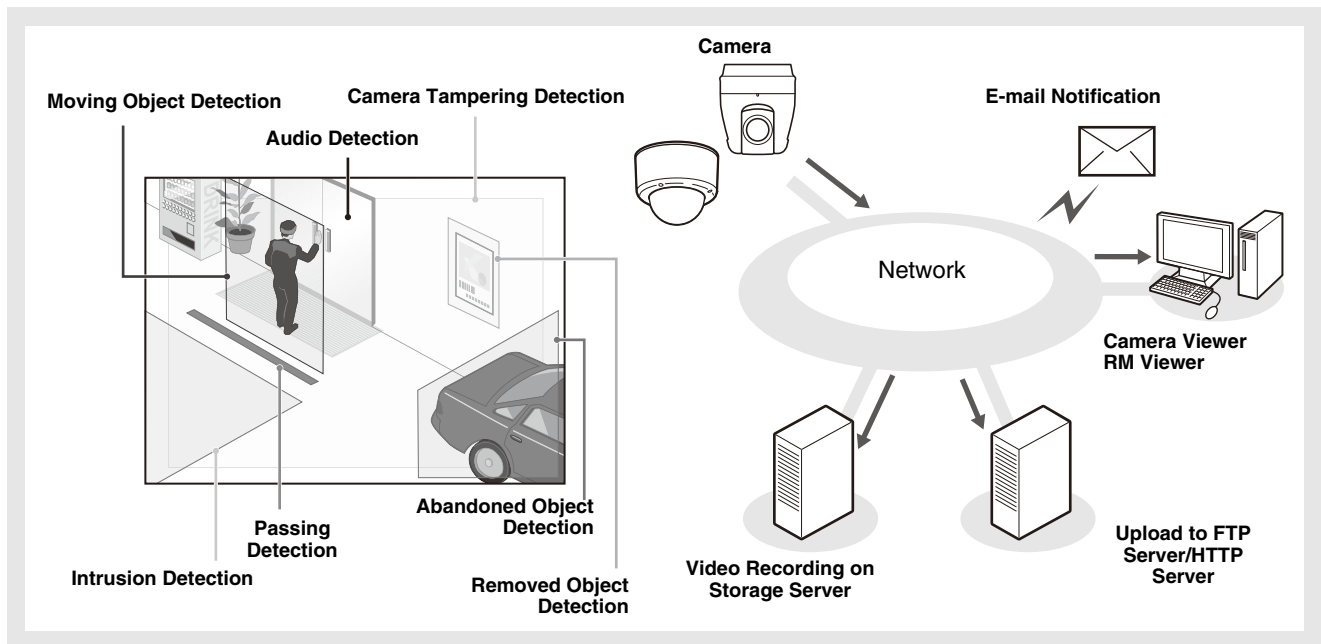 Camera
Moving Object Detection
Camera Tampering Detection
E-mail Notification
Audio Detection
Network
Camera Viewer
RM Viewer
Abandoned Object
Detection
Passing
Detection
Intrusion Detection
Removed Object
Detection
Video Recording on
Storage Server
Upload to FTP
Server/HTTP
Server